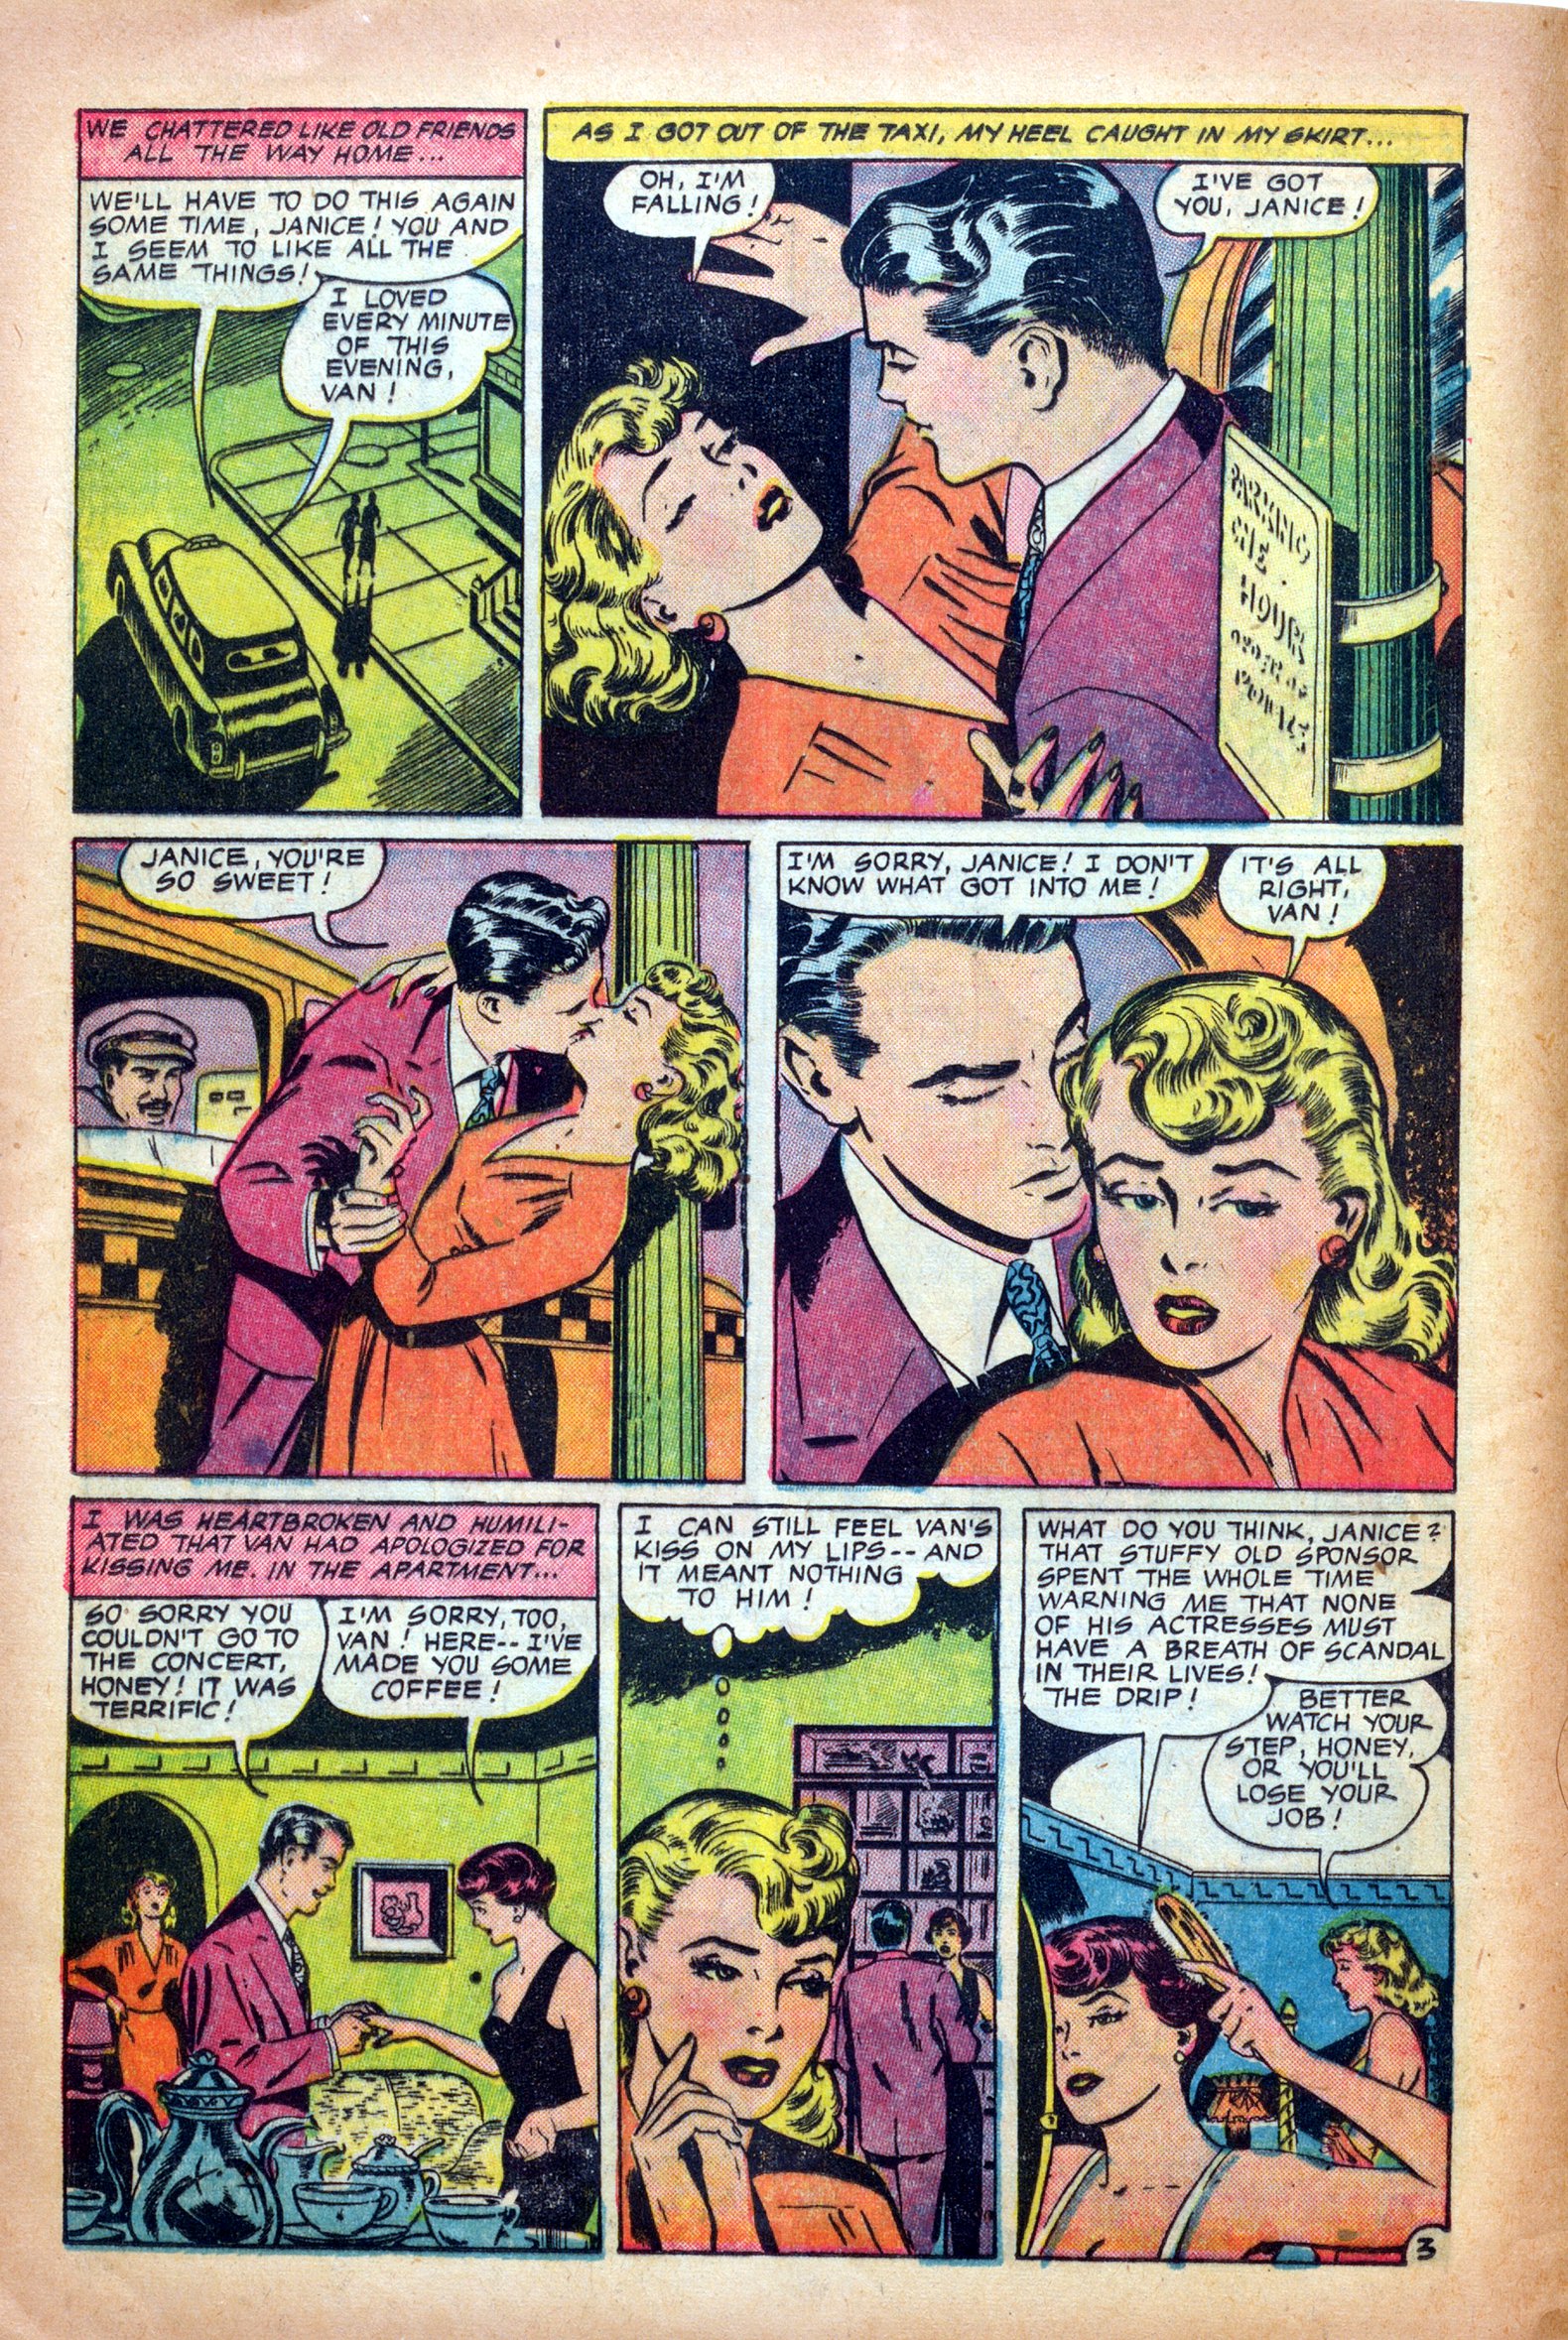 WE CHATTERED LIKE OLD FRIENDS
ALL THE WAY HOME...
WE'LL HAVE TO DO THIS AGAIN
SOME TIME, JANICE! YOU AND
I SEEM TO LIKE ALL THE
SAME THINGS!
I LOVED
EVERY MINUTE
OF THIS
EVENING,
VAN!
AS I GOT OUT OF THE TAXI, MY HEEL CAUGHT IN MY SKIRT...
OH, I'M
FALLING!
I'VE GOT
YOU, JANICE!
PARKING
ONE
HOUR
JANICE, YOU'RE
SO SWEET!
I'M SORRY, JANICE! I DON'T
KNOW WHAT GOT INTO ME!
IT'S ALL
RIGHT,
VAN!
I WAS HEARTBROKEN AND HUMILI-
ATED THAT VAN HAD APOLOGIZED FOR
KISSING ME. IN THE APARTMENT...
SO SORRY YOU
COULDN'T GO TO
THE CONCERT,
HONEY! IT WAS
TERRIFIC!
I'M SORRY, TOO,
VAN! HERE-- I'VE
MADE YOU SOME
COFFEE!
I CAN STILL FEEL VAN'S
KISS ON MY LIPS-- AND
IT MEANT NOTHING
TO HIM!
WHAT DO YOU THINK, JANICE?
THAT STUFFY OLD SPONSOR
SPENT THE WHOLE TIME
WARNING ME THAT NONE
OF HIS ACTRESSES MUST
HAVE A BREATH OF SCANDAL
IN THEIR LIVES!
THE DRIP!
BETTER
WATCH YOUR
STEP, HONEY,
OR YOU'LL
LOSE YOUR
JOB!
3